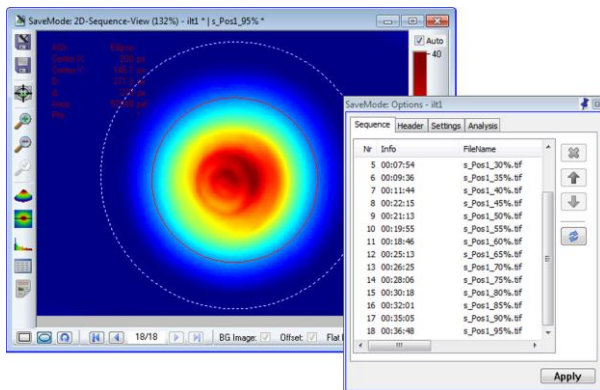 SaveMode: 2D-Sequence-View (132%) - ilt1 * | s_Pos1_95% *
Auto
40
18/18
BG Image:
Offset:
Flat
SaveMode: Options - ilt1
Sequence Header Settings Analysis
Nr Info FileName
5 00:07:54 s_Pos1_30%.tif
6 00:09:36 s_Pos1_35%.tif
7 00:11:44 s_Pos1_40%.tif
8 00:22:15 s_Pos1_45%.tif
9 00:21:13 s_Pos1_50%.tif
10 00:19:55 s_Pos1_55%.tif
11 00:18:46 s_Pos1_60%.tif
12 00:25:13 s_Pos1_65%.tif
13 00:26:25 s_Pos1_70%.tif
14 00:28:06 s_Pos1_75%.tif
15 00:30:18 s_Pos1_80%.tif
16 00:32:01 s_Pos1_85%.tif
17 00:35:05 s_Pos1_90%.tif
18 00:36:48 s_Pos1_95%.tif
Apply